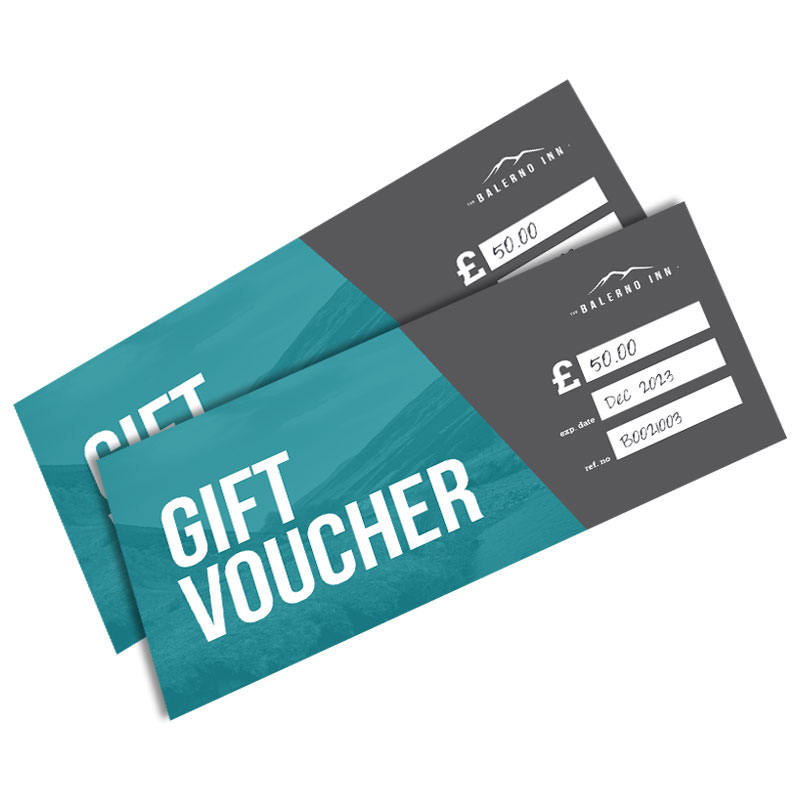 THE BALERNO INN
£ 50.00
GIFT
THE BALERNO INN
£ 50.00
exp. date Dec 2023
ref. no B0021003
GIFT
VOUCHER